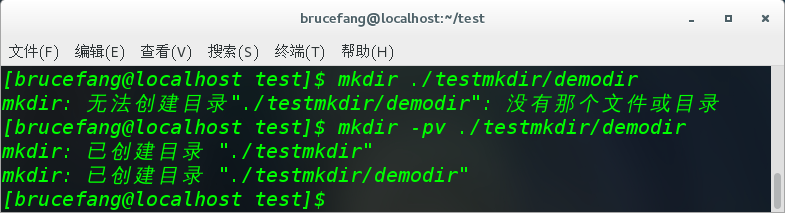 brucefang@localhost:~/test
文件(F) 编辑(E) 查看(V) 搜索(S) 终端(T) 帮助(H)
[brucefang@localhost test]$ mkdir ./testmkdir/demodir
mkdir: 无法创建目录"./testmkdir/demodir": 没有那个文件或目录
[brucefang@localhost test]$ mkdir -pv ./testmkdir/demodir
mkdir: 已创建目录 "./testmkdir"
mkdir: 已创建目录 "./testmkdir/demodir"
[brucefang@localhost test]$